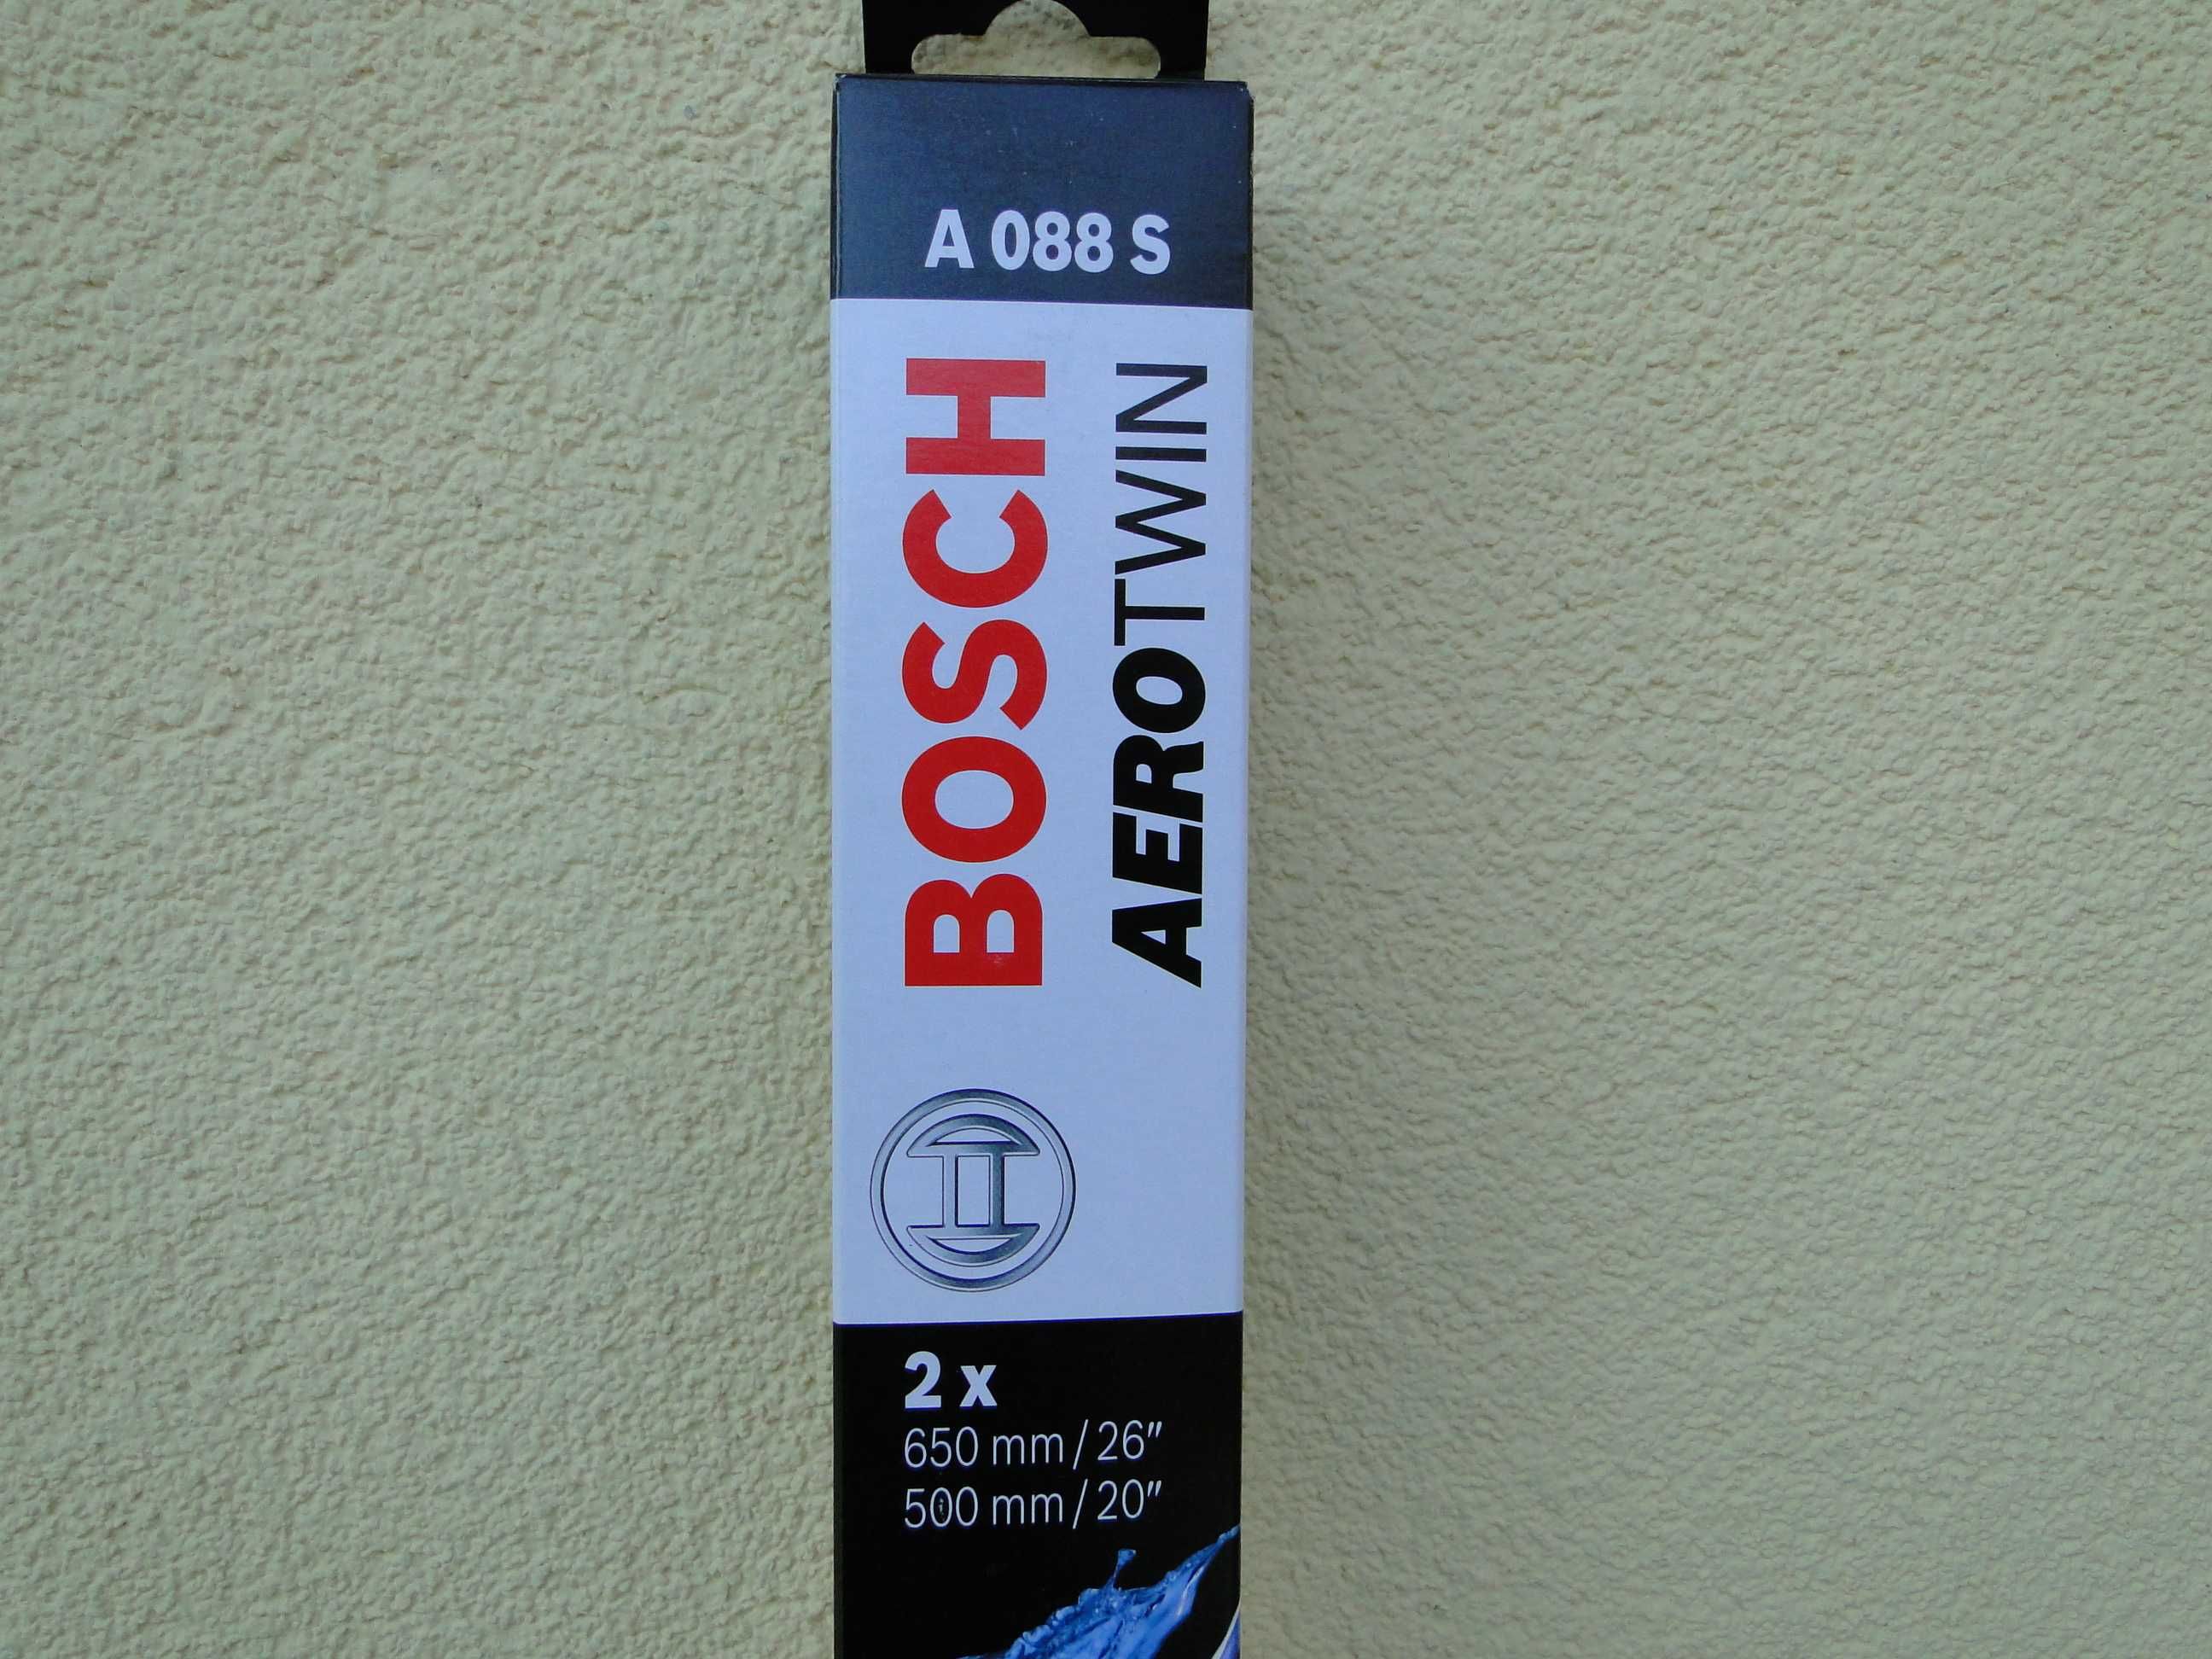 A 088 S
BOSCH
AEROTWIN
2 x
650 mm / 26″
500 mm / 20″